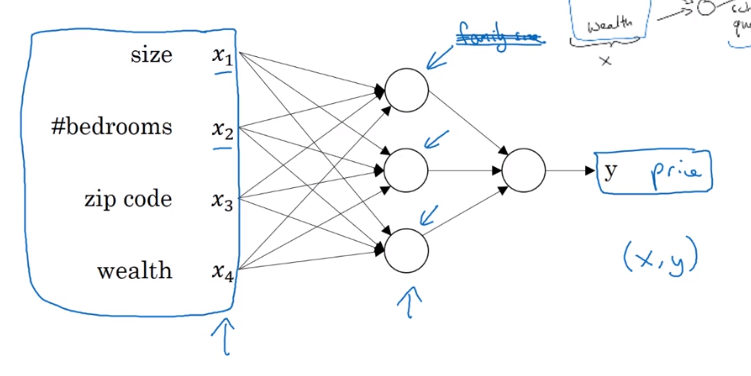 wealth
x
size x₁
#bedrooms x₂
zip code x₃
wealth x₄
y price
(x,y)